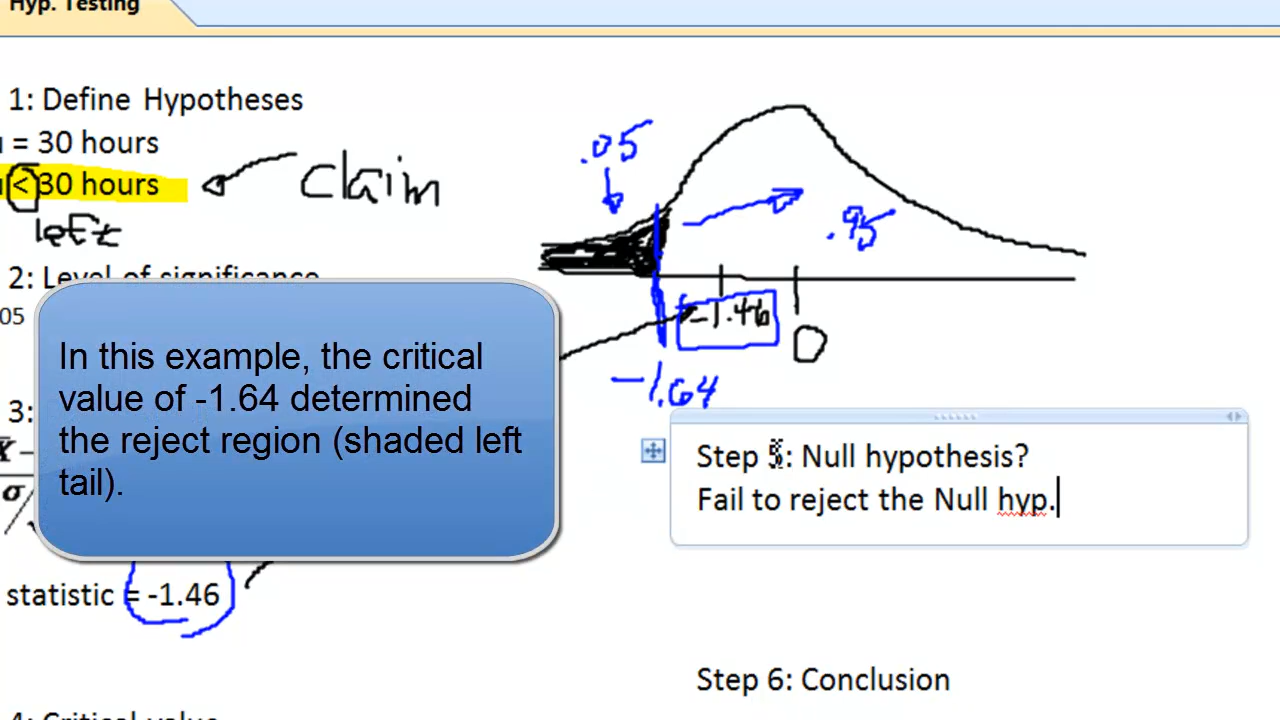 Hyp. Testing
1: Define Hypotheses
= 30 hours
< 30 hours
Claim
left
2: Level of significance
05
In this example, the critical
value of -1.64 determined
the reject region (shaded left
tail).
3:
X̄ –
σ/
statistic = -1.46
4: Critical value
.05
.95
-1.46
0
-1.64
Step 5: Null hypothesis?
Fail to reject the Null hyp.
Step 6: Conclusion